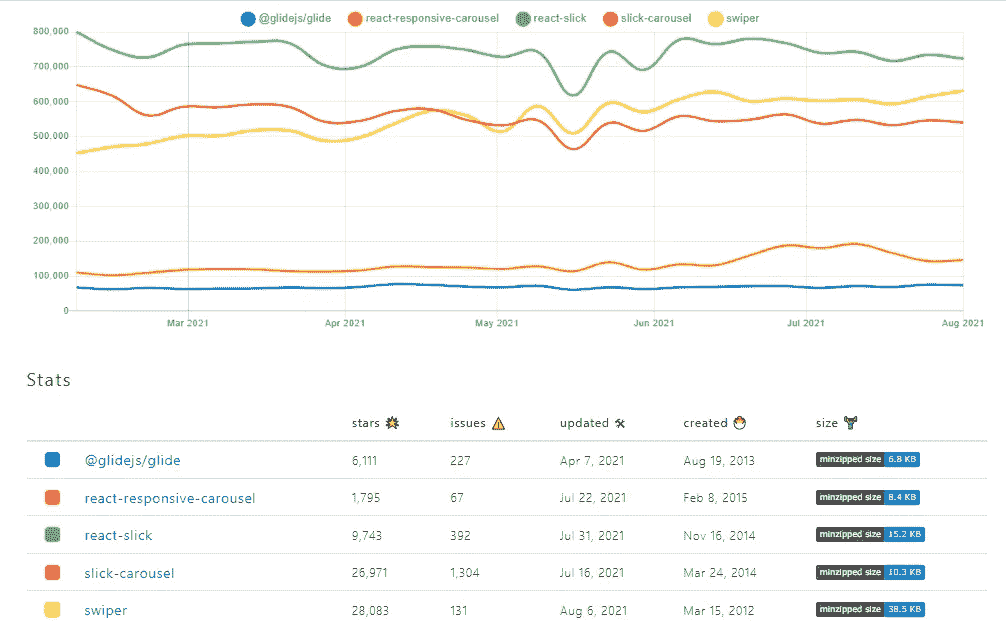 @glidejs/glide react-responsive-carousel react-slick slick-carousel swiper
800,000
700,000
600,000
500,000
400,000
300,000
200,000
100,000
0
Mar 2021 Apr 2021 May 2021 Jun 2021 Jul 2021 Aug 2021
Stats
stars issues updated created size
@glidejs/glide 6,111 227 Apr 7, 2021 Aug 19, 2013 minzipped size 6.8 KB
react-responsive-carousel 1,795 67 Jul 22, 2021 Feb 8, 2015 minzipped size 8.4 KB
react-slick 9,743 392 Jul 31, 2021 Nov 16, 2014 minzipped size 15.2 KB
slick-carousel 26,971 1,304 Jul 16, 2021 Mar 24, 2014 minzipped size 10.3 KB
swiper 28,083 131 Aug 6, 2021 Mar 15, 2012 minzipped size 38.5 KB